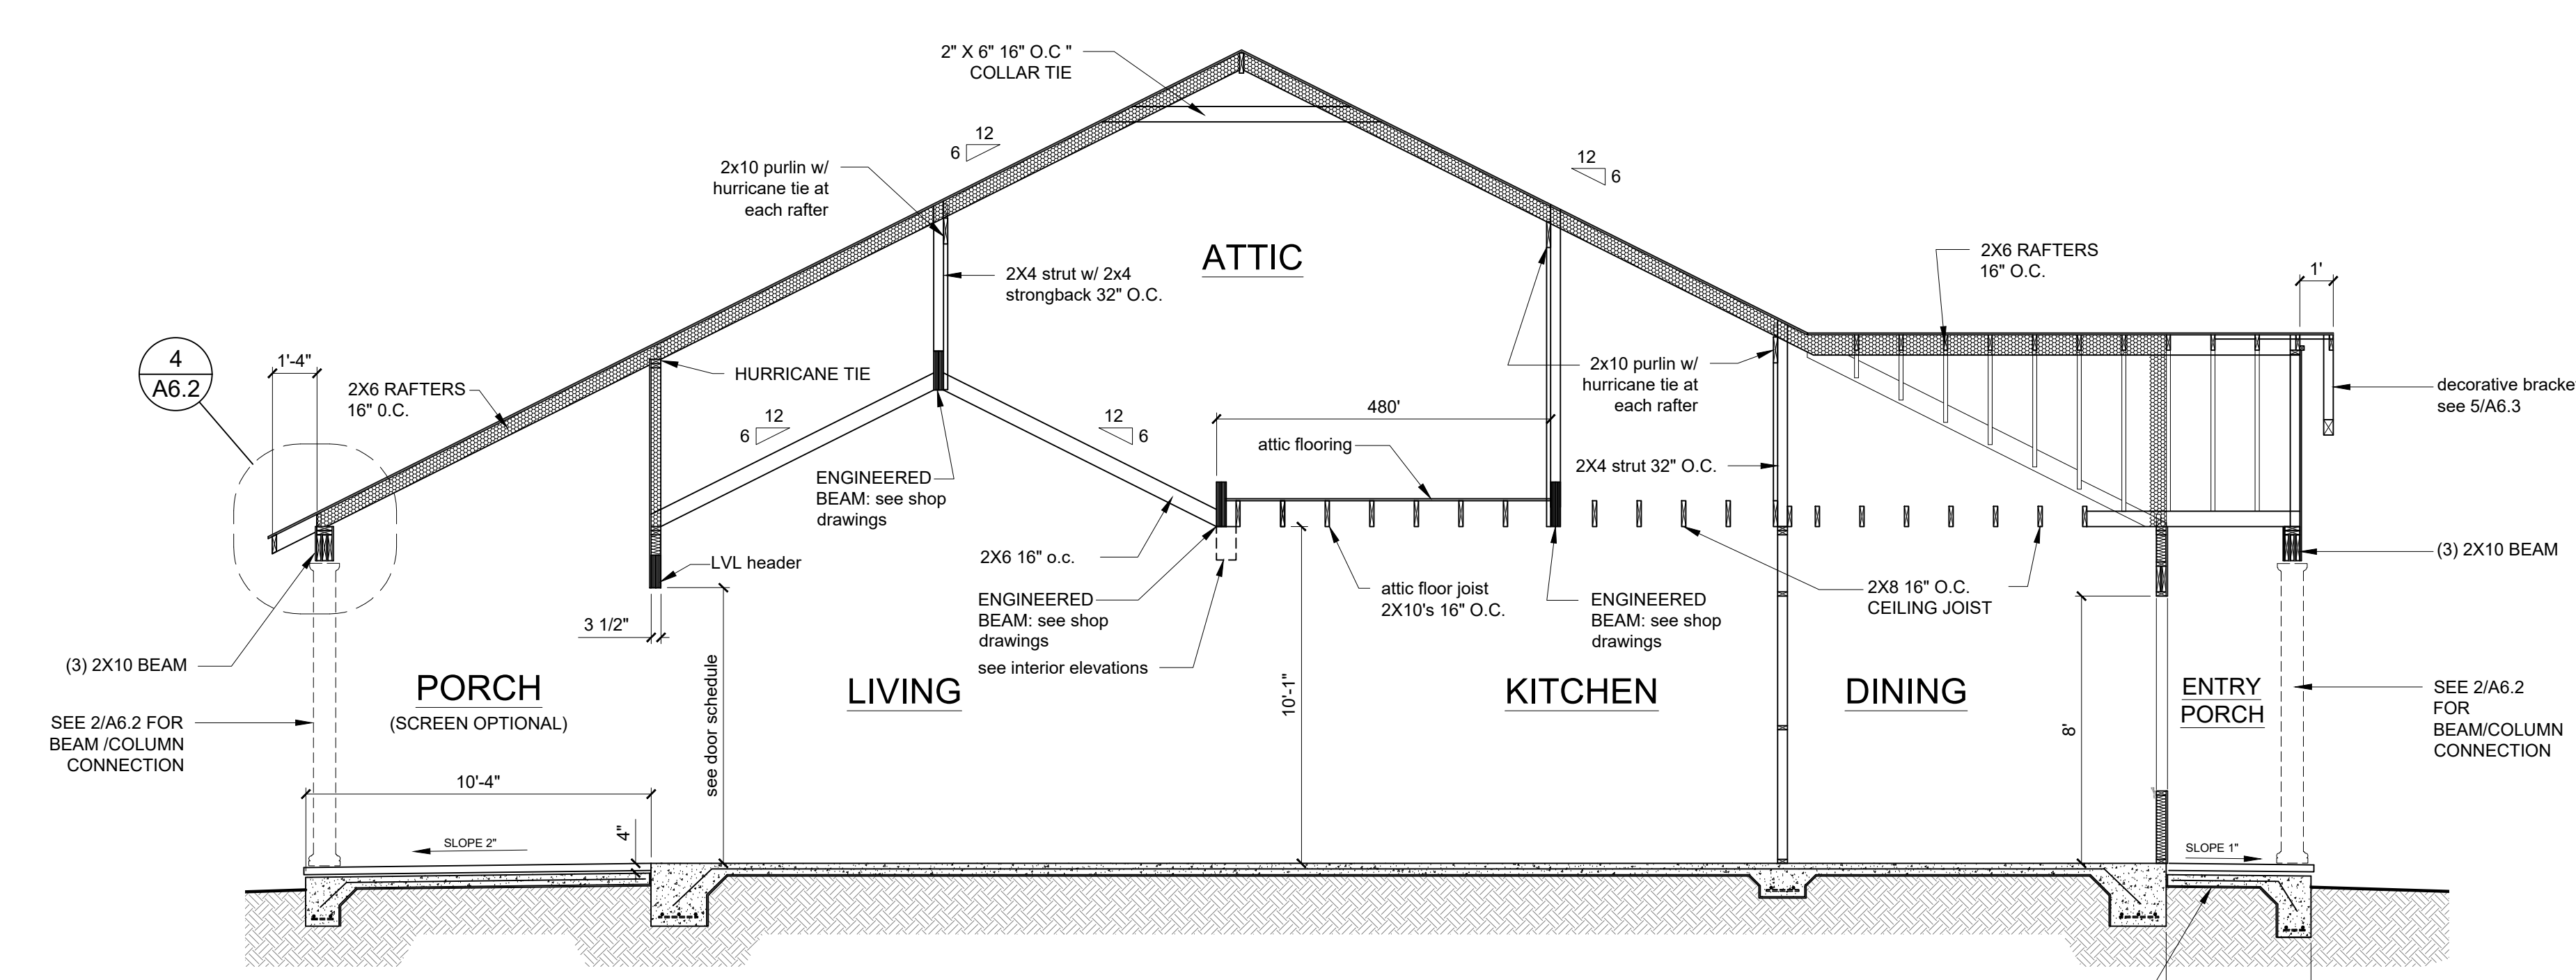 2" X 6" 16" O.C "
COLLAR TIE
12
6
12
6
2x10 purlin w/
hurricane tie at
each rafter
ATTIC
2X4 strut w/ 2x4
strongback 32" O.C.
2X6 RAFTERS
16" O.C.
1'
4
A6.2
1'-4"
2X6 RAFTERS
16" 0.C.
HURRICANE TIE
12
6
12
6
480'
attic flooring
2x10 purlin w/
hurricane tie at
each rafter
decorative bracke
see 5/A6.3
ENGINEERED
BEAM: see shop
drawings
2X4 strut 32" O.C.
LVL header
2X6 16" o.c.
(3) 2X10 BEAM
ENGINEERED
BEAM: see shop
drawings
see interior elevations
attic floor joist
2X10's 16" O.C.
ENGINEERED
BEAM: see shop
drawings
2X8 16" O.C.
CEILING JOIST
3 1/2"
(3) 2X10 BEAM
PORCH
(SCREEN OPTIONAL)
see door schedule
LIVING
10'-1"
KITCHEN
DINING
8'
ENTRY
PORCH
SEE 2/A6.2 FOR
BEAM /COLUMN
CONNECTION
SEE 2/A6.2
FOR
BEAM/COLUMN
CONNECTION
10'-4"
4"
SLOPE 2"
SLOPE 1"